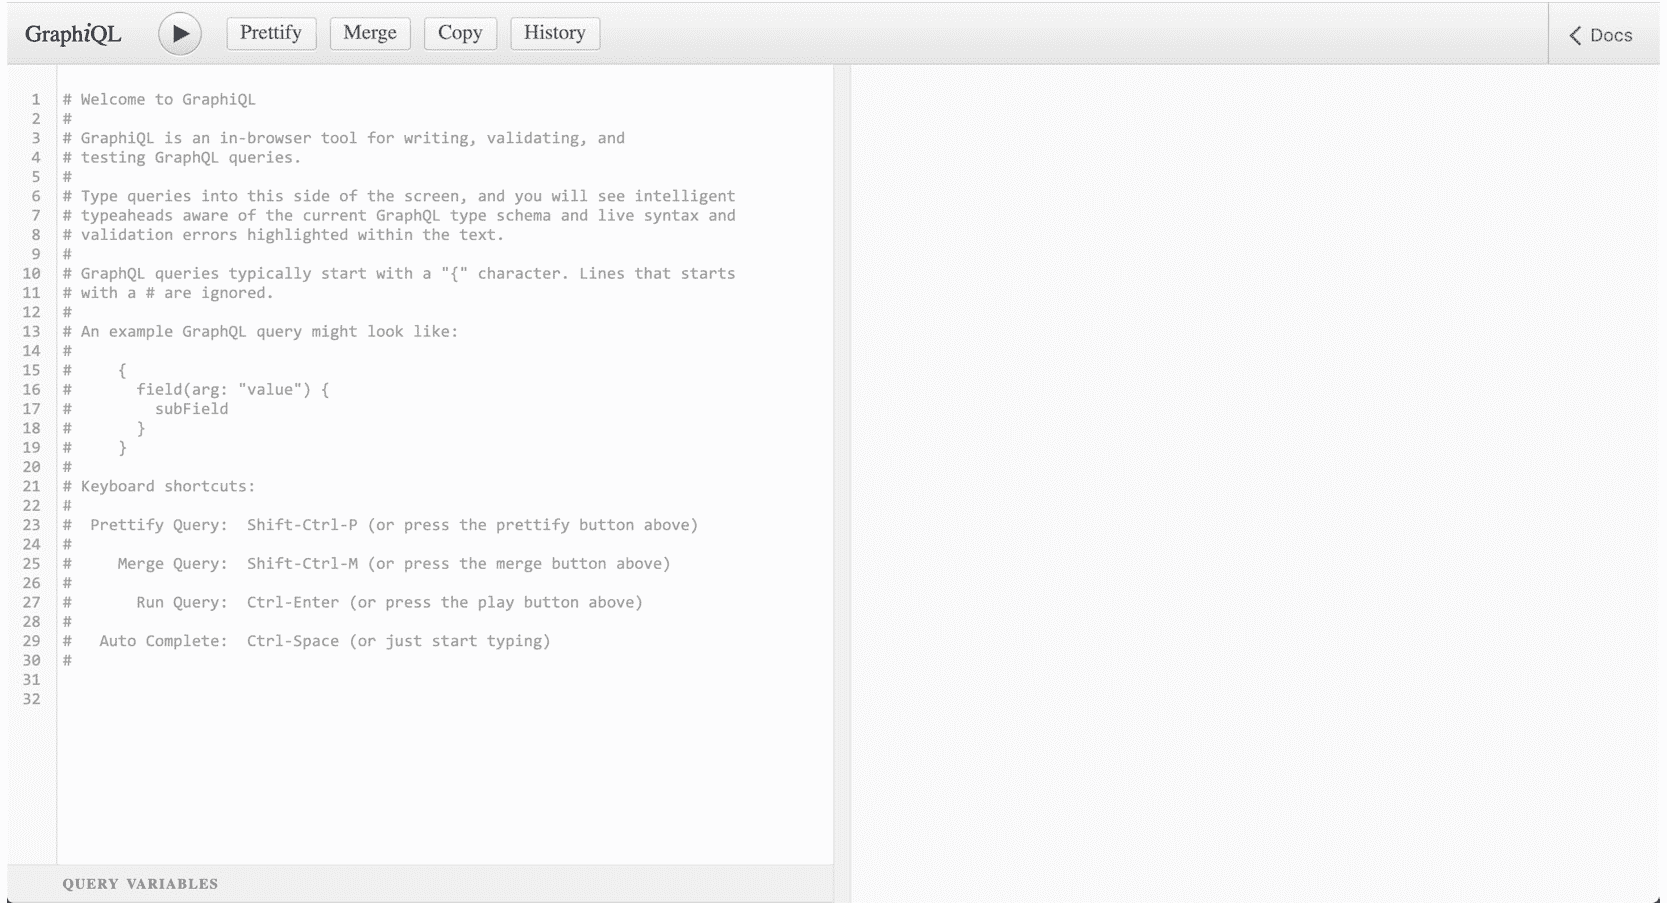 GraphiQL Prettify Merge Copy History Docs
1 # Welcome to GraphiQL
2 #
3 # GraphiQL is an in-browser tool for writing, validating, and
4 # testing GraphQL queries.
5 #
6 # Type queries into this side of the screen, and you will see intelligent
7 # typeaheads aware of the current GraphQL type schema and live syntax and
8 # validation errors highlighted within the text.
9 #
10 # GraphQL queries typically start with a "{" character. Lines that starts
11 # with a # are ignored.
12 #
13 # An example GraphQL query might look like:
14 #
15 #     {
16 #       field(arg: "value") {
17 #         subField
18 #       }
19 #     }
20 #
21 # Keyboard shortcuts:
22 #
23 #  Prettify Query:  Shift-Ctrl-P (or press the prettify button above)
24 #
25 #     Merge Query:  Shift-Ctrl-M (or press the merge button above)
26 #
27 #       Run Query:  Ctrl-Enter (or press the play button above)
28 #
29 #   Auto Complete:  Ctrl-Space (or just start typing)
30 #
31
32
QUERY VARIABLES